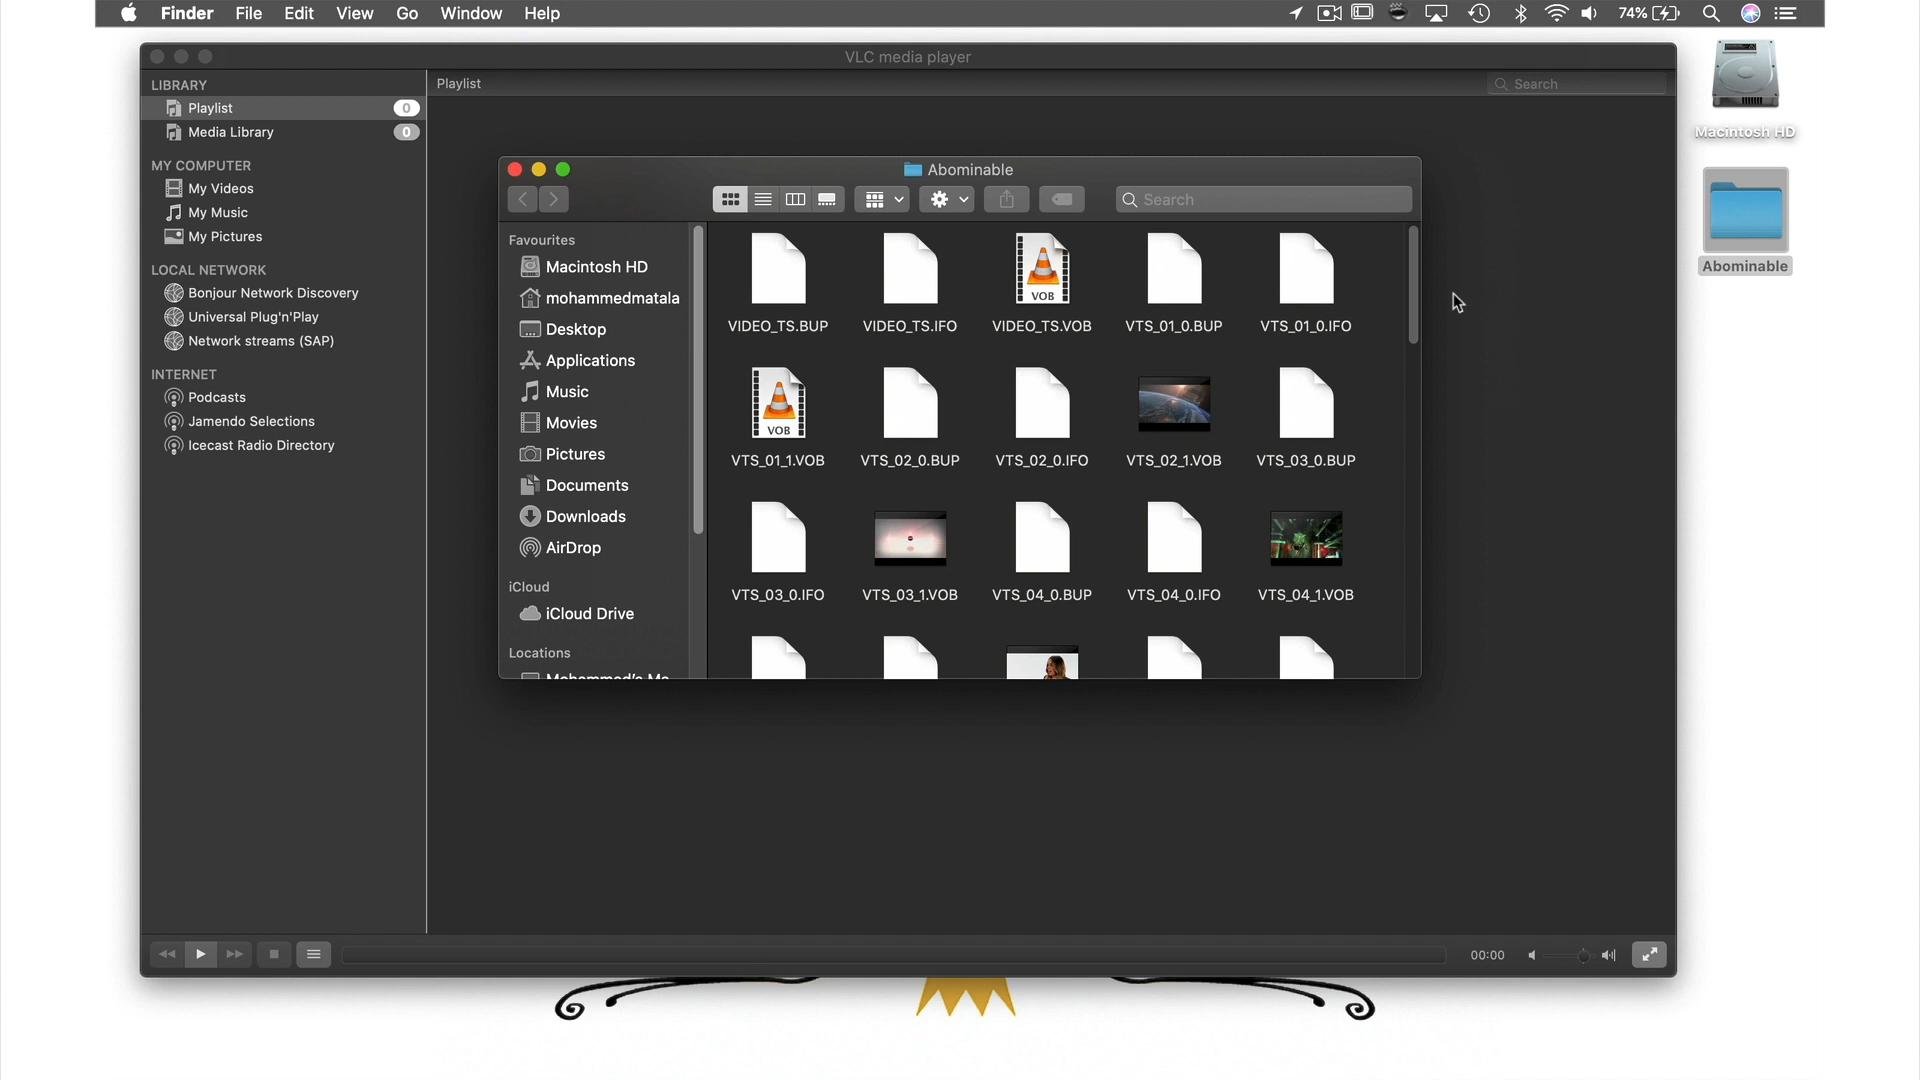 Finder File Edit View Go Window Help 74%
VLC media player
LIBRARY
Playlist 0
Media Library 0
MY COMPUTER
My Videos
My Music
My Pictures
LOCAL NETWORK
Bonjour Network Discovery
Universal Plug'n'Play
Network streams (SAP)
INTERNET
Podcasts
Jamendo Selections
Icecast Radio Directory
Playlist Search
Macintosh HD
Abominable
Abominable
Search
Favourites
Macintosh HD
mohammedmatala
Desktop
Applications
Music
Movies
Pictures
Documents
Downloads
AirDrop
iCloud
iCloud Drive
Locations
VOB
VIDEO_TS.BUP VIDEO_TS.IFO VIDEO_TS.VOB VTS_01_0.BUP VTS_01_0.IFO
VOB
VTS_01_1.VOB VTS_02_0.BUP VTS_02_0.IFO VTS_02_1.VOB VTS_03_0.BUP
VTS_03_0.IFO VTS_03_1.VOB VTS_04_0.BUP VTS_04_0.IFO VTS_04_1.VOB
00:00